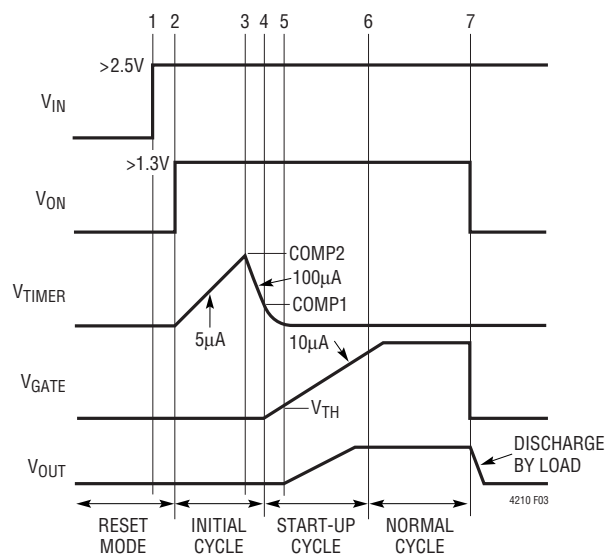 1 2 3 4 5 6 7
>2.5V
VIN
>1.3V
VON
COMP2
100µA
VTIMER
COMP1
5µA
10µA
VGATE
VTH
VOUT
DISCHARGE
BY LOAD
4210 F03
RESET
MODE
INITIAL
CYCLE
START-UP
CYCLE
NORMAL
CYCLE